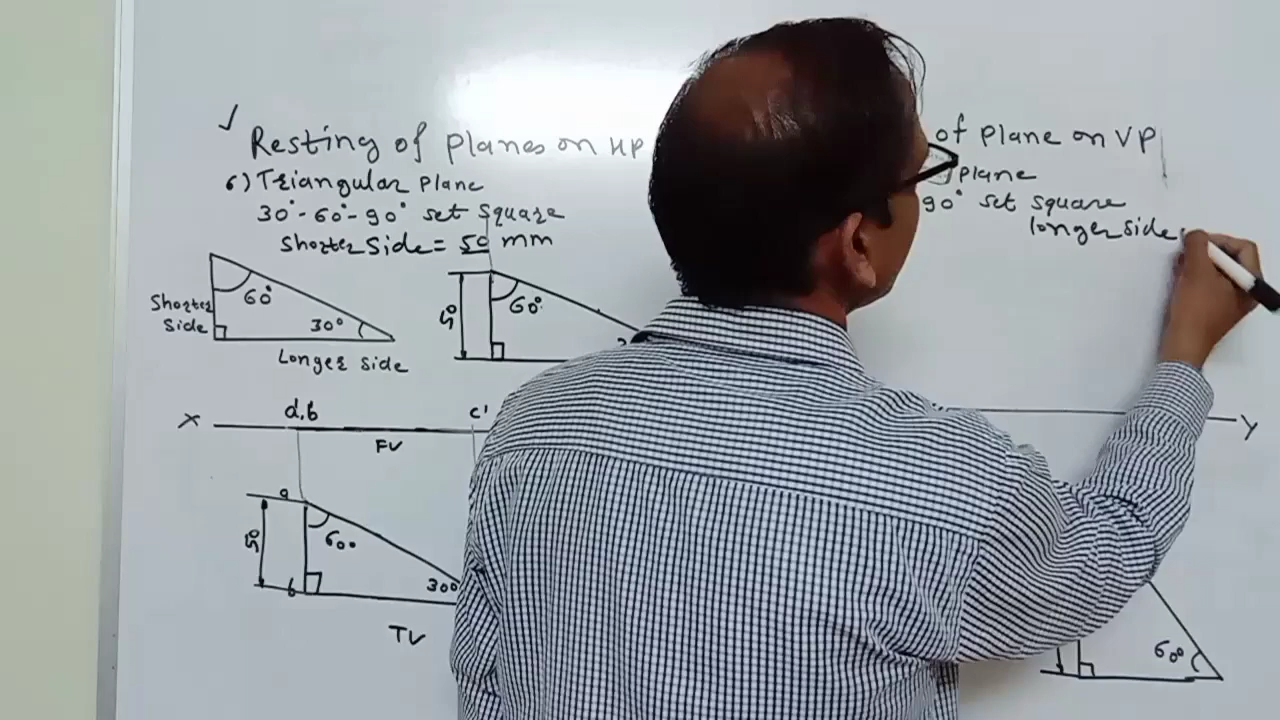 Resting of planes on HP
6) Triangular plane
30°-60°-90° set square
shorter side = 50 mm
60°
Shorter
side
30°
Longer side
50
60°
of plane on VP
plane
90° set square
longer side
X
a',b'
c'
Y
FV
a
50
60°
b
30°
TV
60°